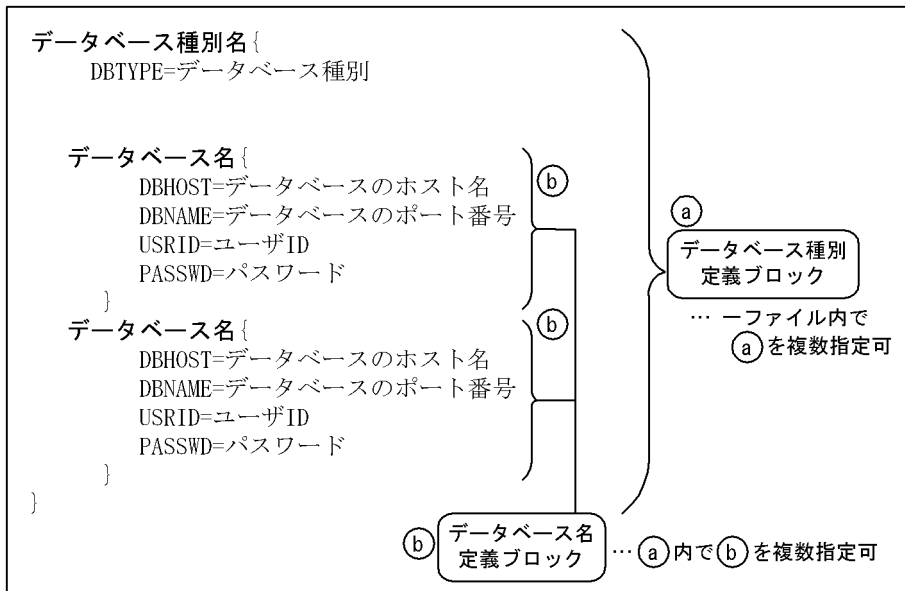 データベース種別名{
DBTYPE=データベース種別
データベース名{
DBHOST=データベースのホスト名
DBNAME=データベースのポート番号
USRID=ユーザID
PASSWD=パスワード
}
データベース名{
DBHOST=データベースのホスト名
DBNAME=データベースのポート番号
USRID=ユーザID
PASSWD=パスワード
}
}
ⓑ
ⓑ
ⓐ
データベース種別
定義ブロック
… 一ファイル内で
ⓐを複数指定可
ⓑ
データベース名
定義ブロック
…ⓐ内でⓑを複数指定可